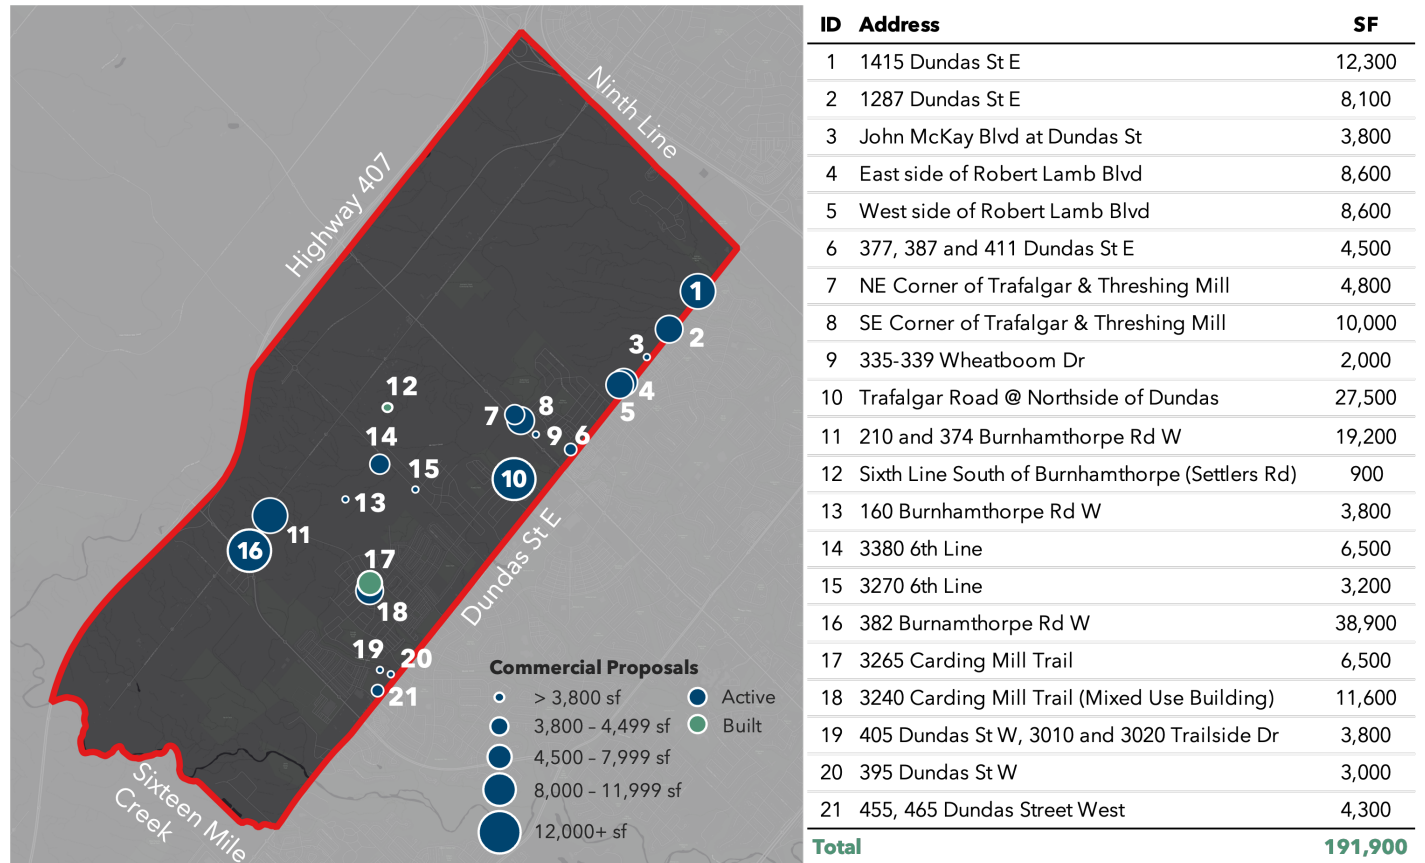 Ninth Line
Highway 407
1
2
3
4
5
12
7
8
9
6
14
15
10
13
11
16
17
18
Dundas St E
19
20
21
Sixteen Mile
Creek
Commercial Proposals
> 3,800 sf
3,800 – 4,499 sf
4,500 – 7,999 sf
8,000 – 11,999 sf
12,000+ sf
Active
Built
ID Address SF
1 1415 Dundas St E 12,300
2 1287 Dundas St E 8,100
3 John McKay Blvd at Dundas St 3,800
4 East side of Robert Lamb Blvd 8,600
5 West side of Robert Lamb Blvd 8,600
6 377, 387 and 411 Dundas St E 4,500
7 NE Corner of Trafalgar & Threshing Mill 4,800
8 SE Corner of Trafalgar & Threshing Mill 10,000
9 335-339 Wheatboom Dr 2,000
10 Trafalgar Road @ Northside of Dundas 27,500
11 210 and 374 Burnhamthorpe Rd W 19,200
12 Sixth Line South of Burnhamthorpe (Settlers Rd) 900
13 160 Burnhamthorpe Rd W 3,800
14 3380 6th Line 6,500
15 3270 6th Line 3,200
16 382 Burnamthorpe Rd W 38,900
17 3265 Carding Mill Trail 6,500
18 3240 Carding Mill Trail (Mixed Use Building) 11,600
19 405 Dundas St W, 3010 and 3020 Trailside Dr 3,800
20 395 Dundas St W 3,000
21 455, 465 Dundas Street West 4,300
Total 191,900